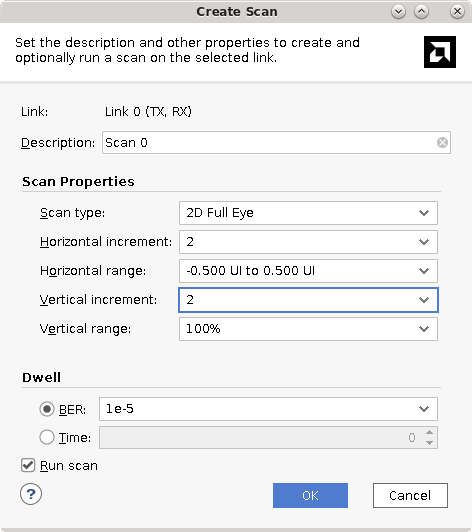 Create Scan
Set the description and other properties to create and
optionally run a scan on the selected link.
Link: Link 0 (TX, RX)
Description: Scan 0
Scan Properties
Scan type: 2D Full Eye
Horizontal increment: 2
Horizontal range: -0.500 UI to 0.500 UI
Vertical increment: 2
Vertical range: 100%
Dwell
BER: 1e-5
Time: 0
Run scan
? OK Cancel